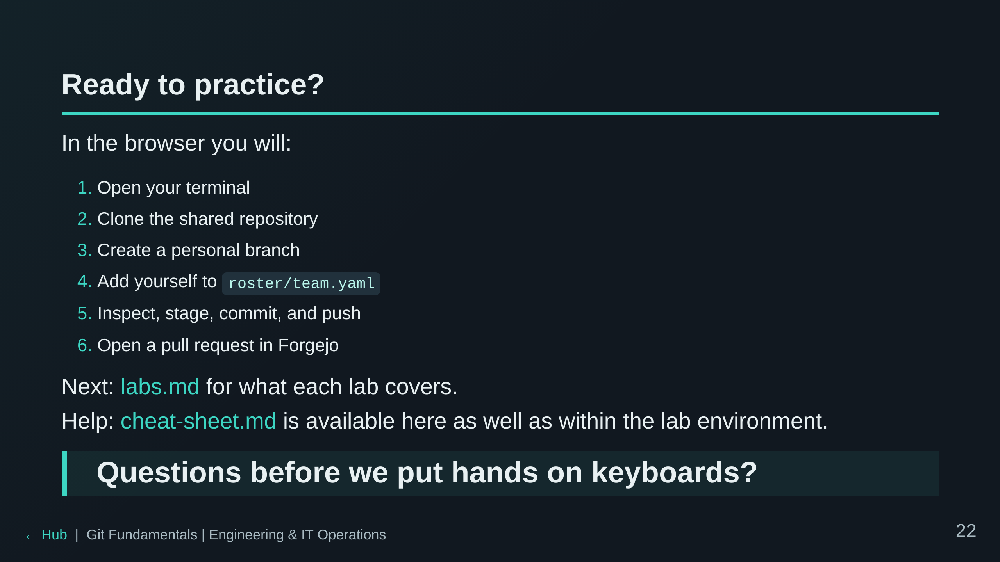 Ready to practice?
In the browser you will:
1. Open your terminal
2. Clone the shared repository
3. Create a personal branch
4. Add yourself to roster/team.yaml
5. Inspect, stage, commit, and push
6. Open a pull request in Forgejo
Next: labs.md for what each lab covers.
Help: cheat-sheet.md is available here as well as within the lab environment.
Questions before we put hands on keyboards?
← Hub | Git Fundamentals | Engineering & IT Operations
22